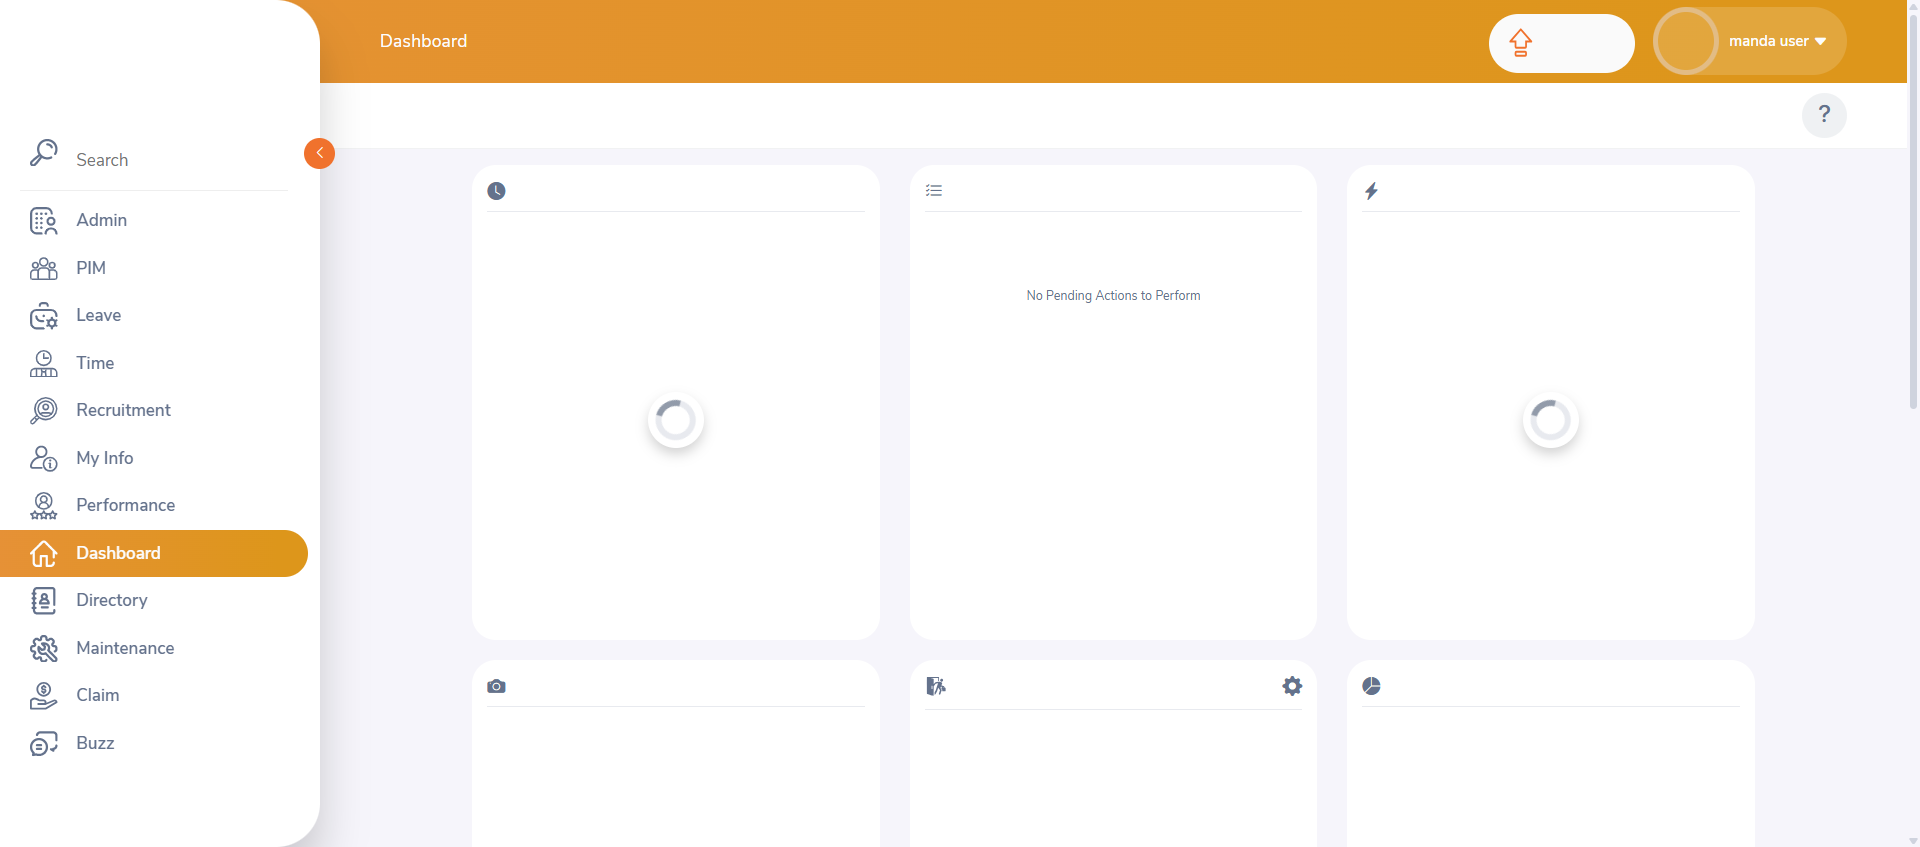 Dashboard
manda user
?
Search
Admin
PIM
Leave
Time
Recruitment
My Info
Performance
Dashboard
Directory
Maintenance
Claim
Buzz
No Pending Actions to Perform